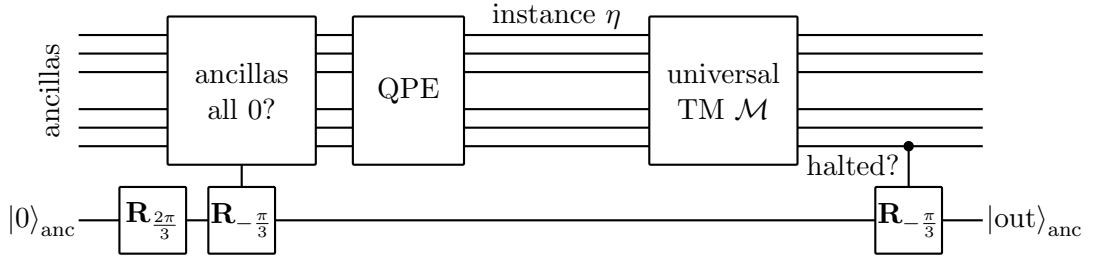 instance η
ancillas
ancillas
all 0?
QPE
universal
TM ℳ
halted?
|0⟩anc
R2π/3
R−π/3
R−π/3
|out⟩anc